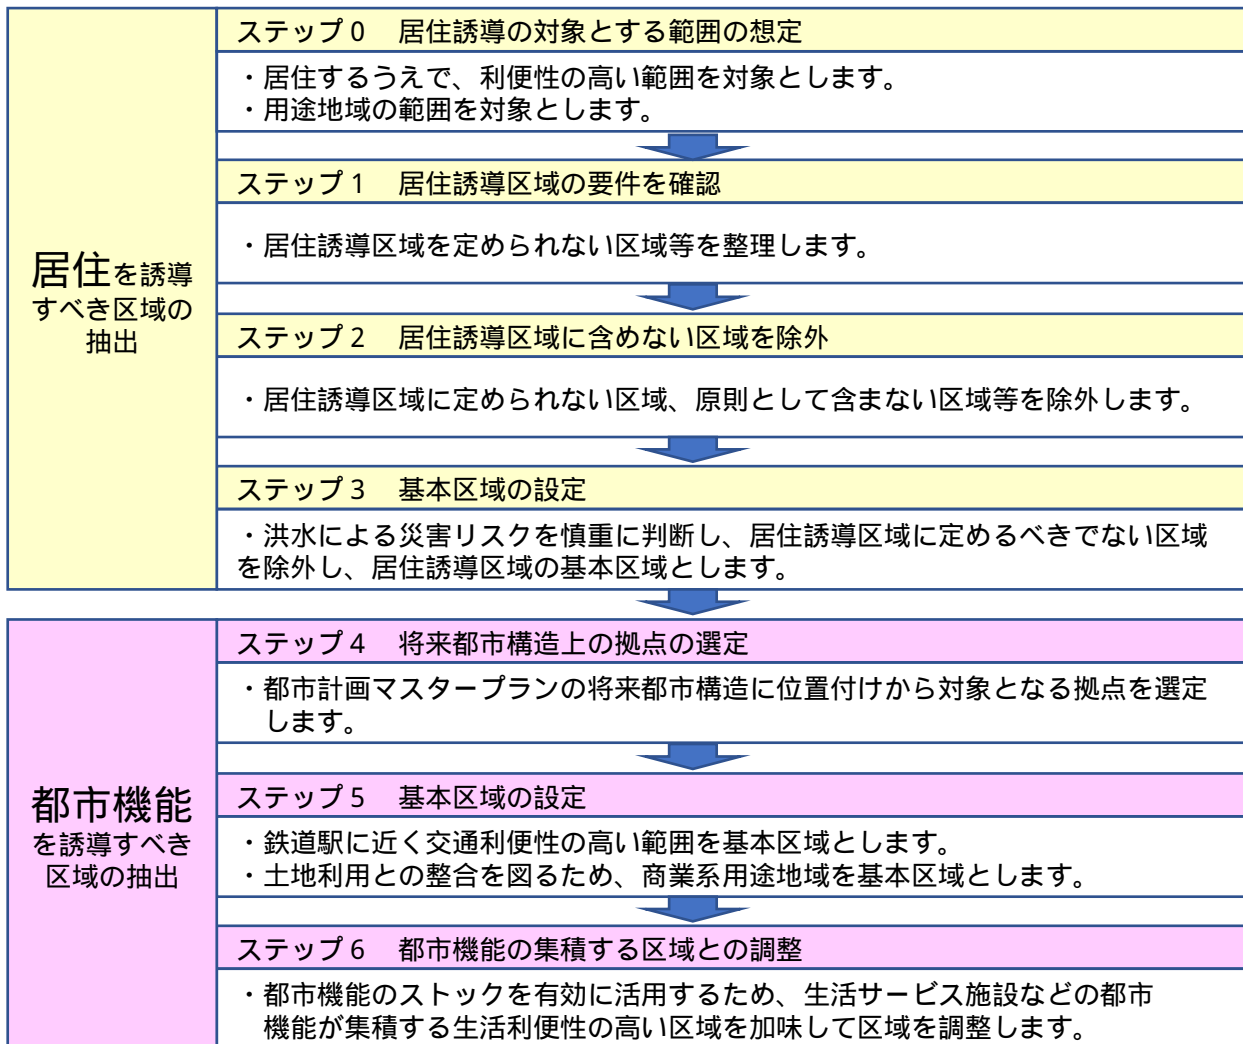 居住を誘導
すべき区域の
抽出
ステップ０　居住誘導の対象とする範囲の想定
・居住するうえで、利便性の高い範囲を対象とします。
・用途地域の範囲を対象とします。
ステップ１　居住誘導区域の要件を確認
・居住誘導区域を定められない区域等を整理します。
ステップ２　居住誘導区域に含めない区域を除外
・居住誘導区域に定められない区域、原則として含まない区域等を除外します。
ステップ３　基本区域の設定
・洪水による災害リスクを慎重に判断し、居住誘導区域に定めるべきでない区域
を除外し、居住誘導区域の基本区域とします。
都市機能
を誘導すべき
区域の抽出
ステップ４　将来都市構造上の拠点の選定
・都市計画マスタープランの将来都市構造に位置付けから対象となる拠点を選定
します。
ステップ５　基本区域の設定
・鉄道駅に近く交通利便性の高い範囲を基本区域とします。
・土地利用との整合を図るため、商業系用途地域を基本区域とします。
ステップ６　都市機能の集積する区域との調整
・都市機能のストックを有効に活用するため、生活サービス施設などの都市
機能が集積する生活利便性の高い区域を加味して区域を調整します。